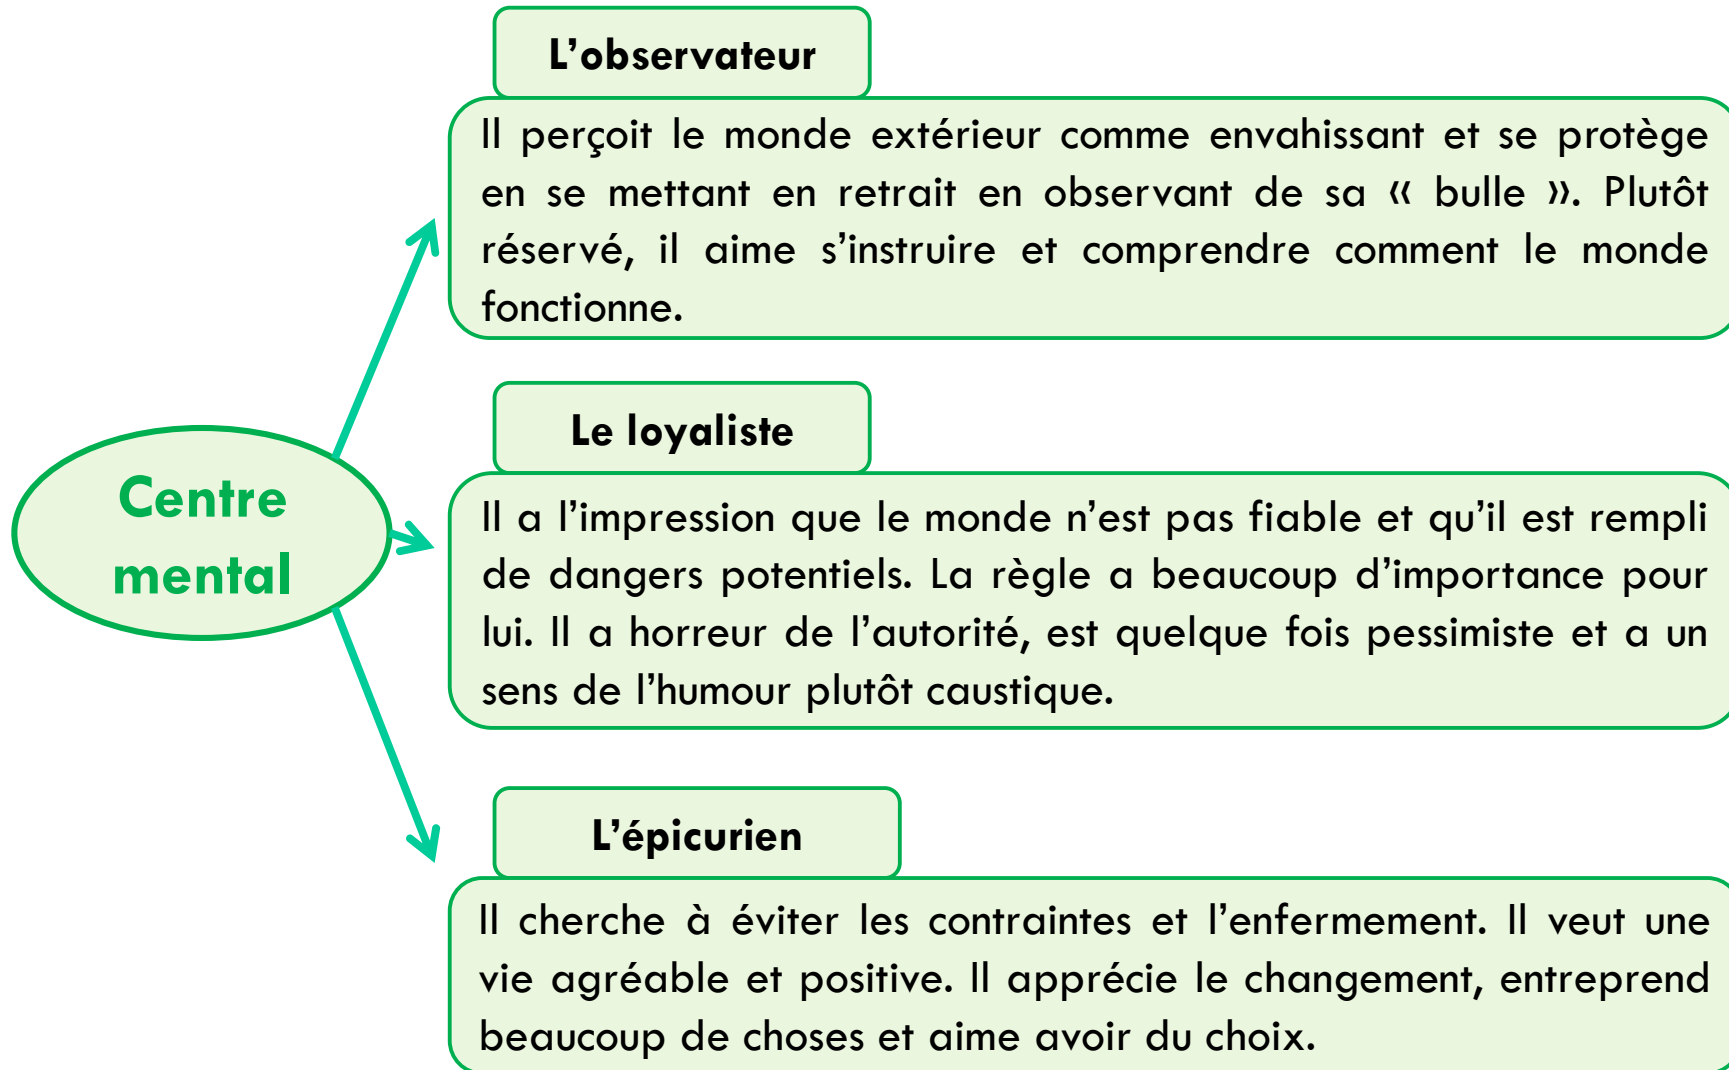 L’observateur
Il perçoit le monde extérieur comme envahissant et se protège
en se mettant en retrait en observant de sa « bulle ». Plutôt
réservé, il aime s’instruire et comprendre comment le monde
fonctionne.
Centre
mental
Le loyaliste
Il a l’impression que le monde n’est pas fiable et qu’il est rempli
de dangers potentiels. La règle a beaucoup d’importance pour
lui. Il a horreur de l’autorité, est quelque fois pessimiste et a un
sens de l’humour plutôt caustique.
L’épicurien
Il cherche à éviter les contraintes et l’enfermement. Il veut une
vie agréable et positive. Il apprécie le changement, entreprend
beaucoup de choses et aime avoir du choix.